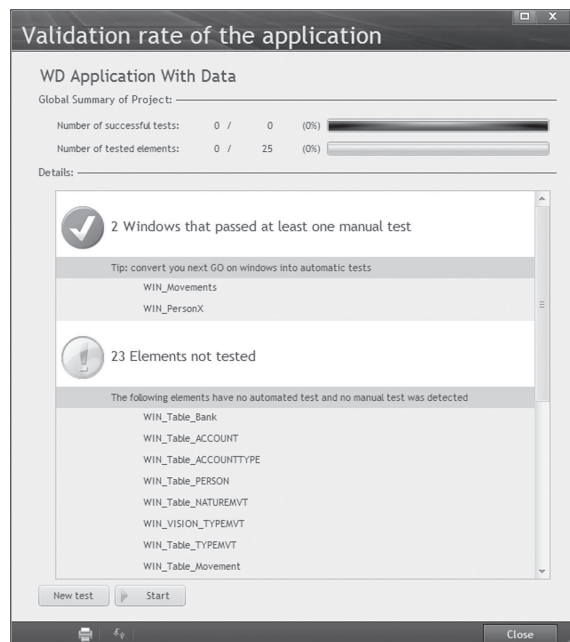 Validation rate of the application
WD Application With Data
Global Summary of Project:
Number of successful tests: 0 / 0 (0%)
Number of tested elements: 0 / 25 (0%)
Details:
2 Windows that passed at least one manual test
Tip: convert you next GO on windows into automatic tests
WIN_Movements
WIN_PersonX
23 Elements not tested
The following elements have no automated test and no manual test was detected
WIN_Table_Bank
WIN_Table_ACCOUNT
WIN_Table_ACCOUNTTYPE
WIN_Table_PERSON
WIN_Table_NATUREMVT
WIN_VISION_TYPEMVT
WIN_Table_TYPEMVT
WIN_Table_Movement
New test Start
Close